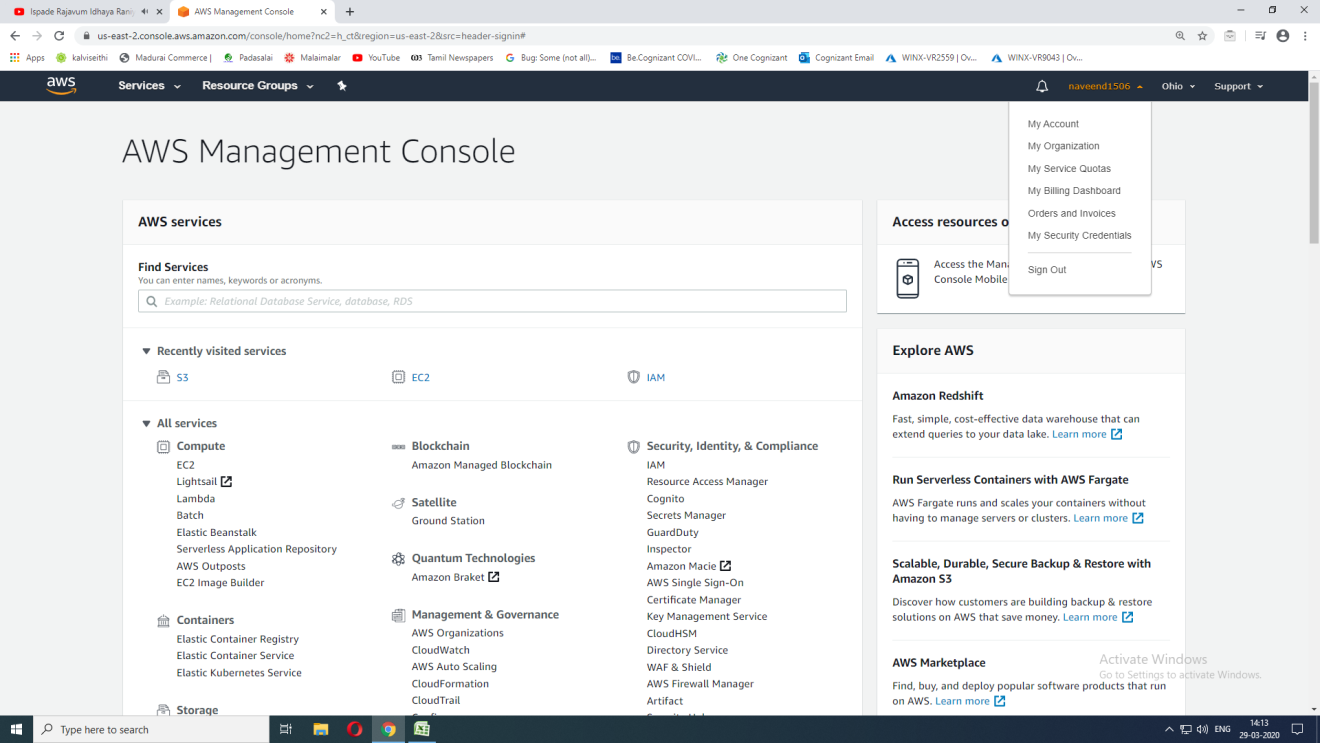 Ispade Rajavum Idhaya Rani
AWS Management Console
us-east-2.console.aws.amazon.com/console/home?nc2=h_ct&region=us-east-2&src=header-signin#
Apps
kalviseithi
Madurai Commerce |
Padasalai
Malaimalar
YouTube
Tamil Newspapers
Bug: Some (not all)...
be.
Be.Cognizant COVI...
One Cognizant
Cognizant Email
WINX-VR2559 | Ov...
WINX-VR9043 | Ov...
aws
Services
Resource Groups
naveend1506
Ohio
Support
My Account
My Organization
My Service Quotas
My Billing Dashboard
Orders and Invoices
My Security Credentials
Sign Out
AWS Management Console
AWS services
Find Services
You can enter names, keywords or acronyms.
Example: Relational Database Service, database, RDS
Recently visited services
S3
EC2
IAM
All services
Compute
EC2
Lightsail
Lambda
Batch
Elastic Beanstalk
Serverless Application Repository
AWS Outposts
EC2 Image Builder
Containers
Elastic Container Registry
Elastic Container Service
Elastic Kubernetes Service
Storage
Blockchain
Amazon Managed Blockchain
Satellite
Ground Station
Quantum Technologies
Amazon Braket
Management & Governance
AWS Organizations
CloudWatch
AWS Auto Scaling
CloudFormation
CloudTrail
Security, Identity, & Compliance
IAM
Resource Access Manager
Cognito
Secrets Manager
GuardDuty
Inspector
Amazon Macie
AWS Single Sign-On
Certificate Manager
Key Management Service
CloudHSM
Directory Service
WAF & Shield
AWS Firewall Manager
Artifact
Access resources o
Access the Mana WS
Console Mobile
Explore AWS
Amazon Redshift
Fast, simple, cost-effective data warehouse that can
extend queries to your data lake. Learn more
Run Serverless Containers with AWS Fargate
AWS Fargate runs and scales your containers without
having to manage servers or clusters. Learn more
Scalable, Durable, Secure Backup & Restore with
Amazon S3
Discover how customers are building backup & restore
solutions on AWS that save money. Learn more
AWS Marketplace
Find, buy, and deploy popular software products that run
on AWS. Learn more
Activate Windows
Go to Settings to activate Windows.
Type here to search
ENG
14:13
29-03-2020